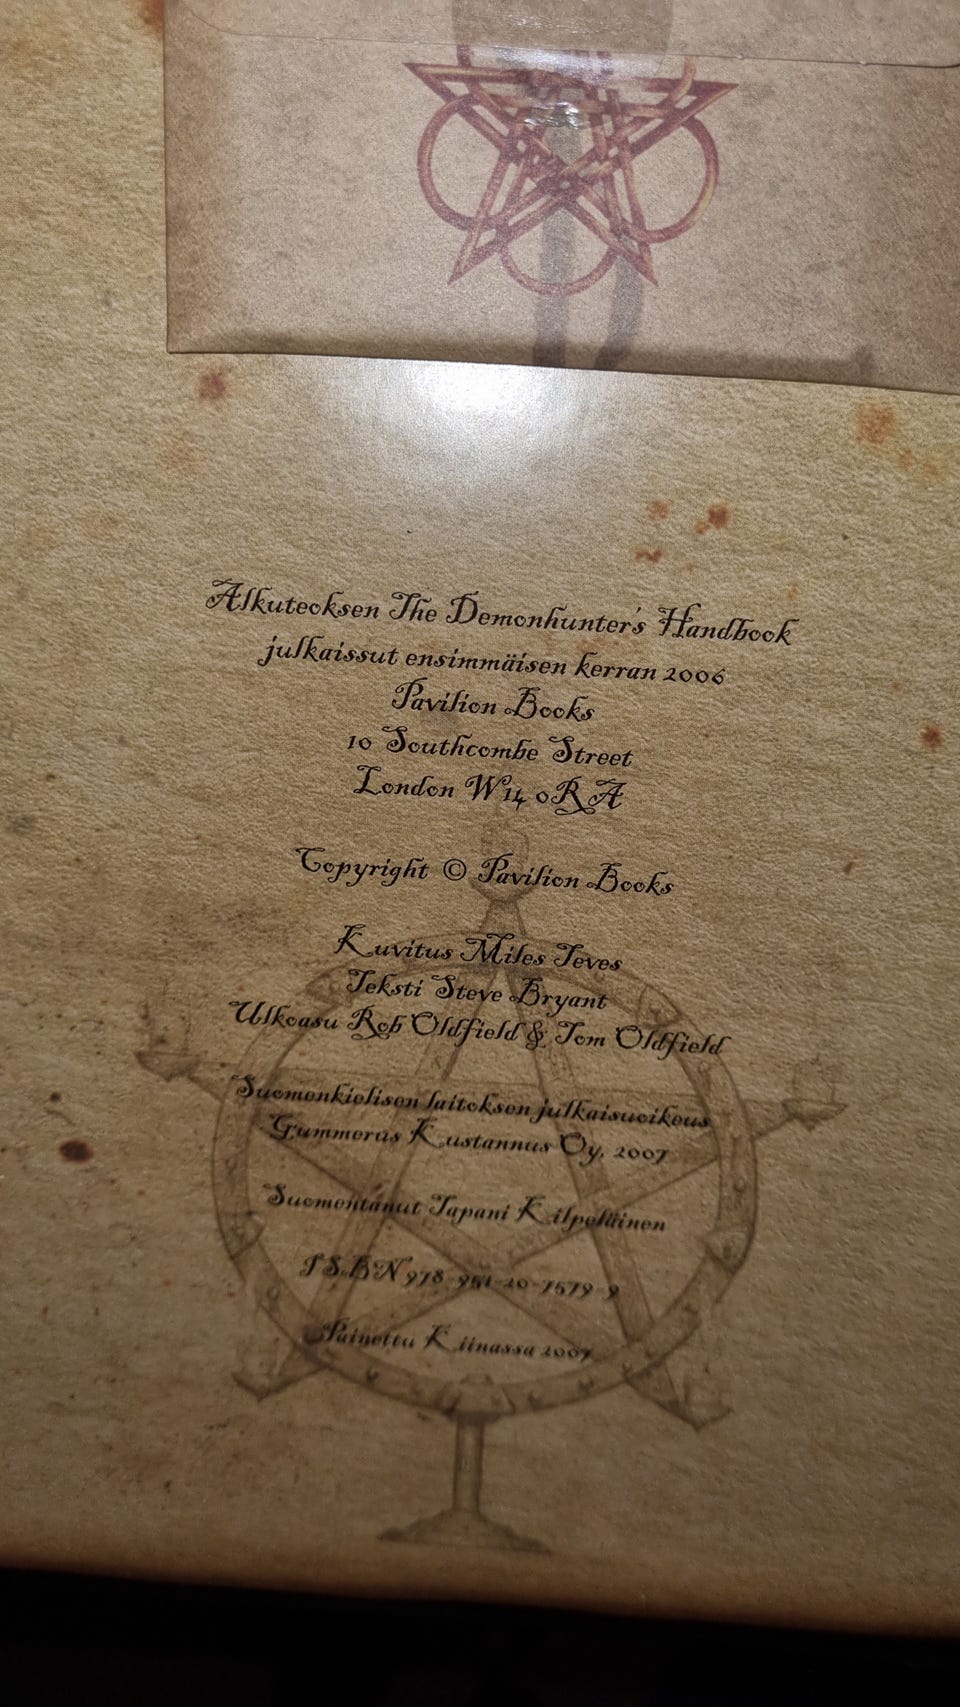 Alkuteoksen The Demonhunter's Handbook
julkaissut ensimmäisen kerran 2006
Pavilion Books
10 Southcombe Street
London W14 0RA
Copyright © Pavilion Books
Kuvitus Miles Teves
Teksti Steve Bryant
Ulkoasu Rob Oldfield & Tom Oldfield
Suomenkielisen laitoksen julkaisuoikeus
Gummerus Kustannus Oy, 2007
Suomentanut Tapani Kilpeläinen
ISBN 978-951-20-7579-9
Painettu Kiinassa 2007